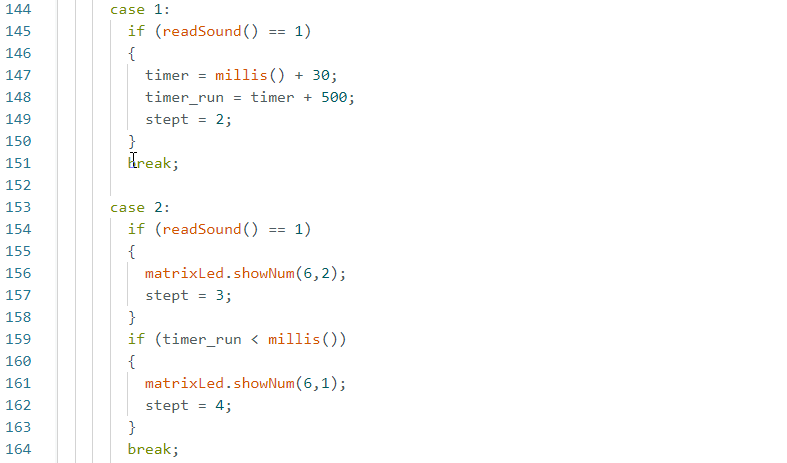 144 case 1:
145 if (readSound() == 1)
146 {
147 timer = millis() + 30;
148 timer_run = timer + 500;
149 stept = 2;
150 }
151 break;
152
153 case 2:
154 if (readSound() == 1)
155 {
156 matrixLed.showNum(6,2);
157 stept = 3;
158 }
159 if (timer_run < millis())
160 {
161 matrixLed.showNum(6,1);
162 stept = 4;
163 }
164 break;